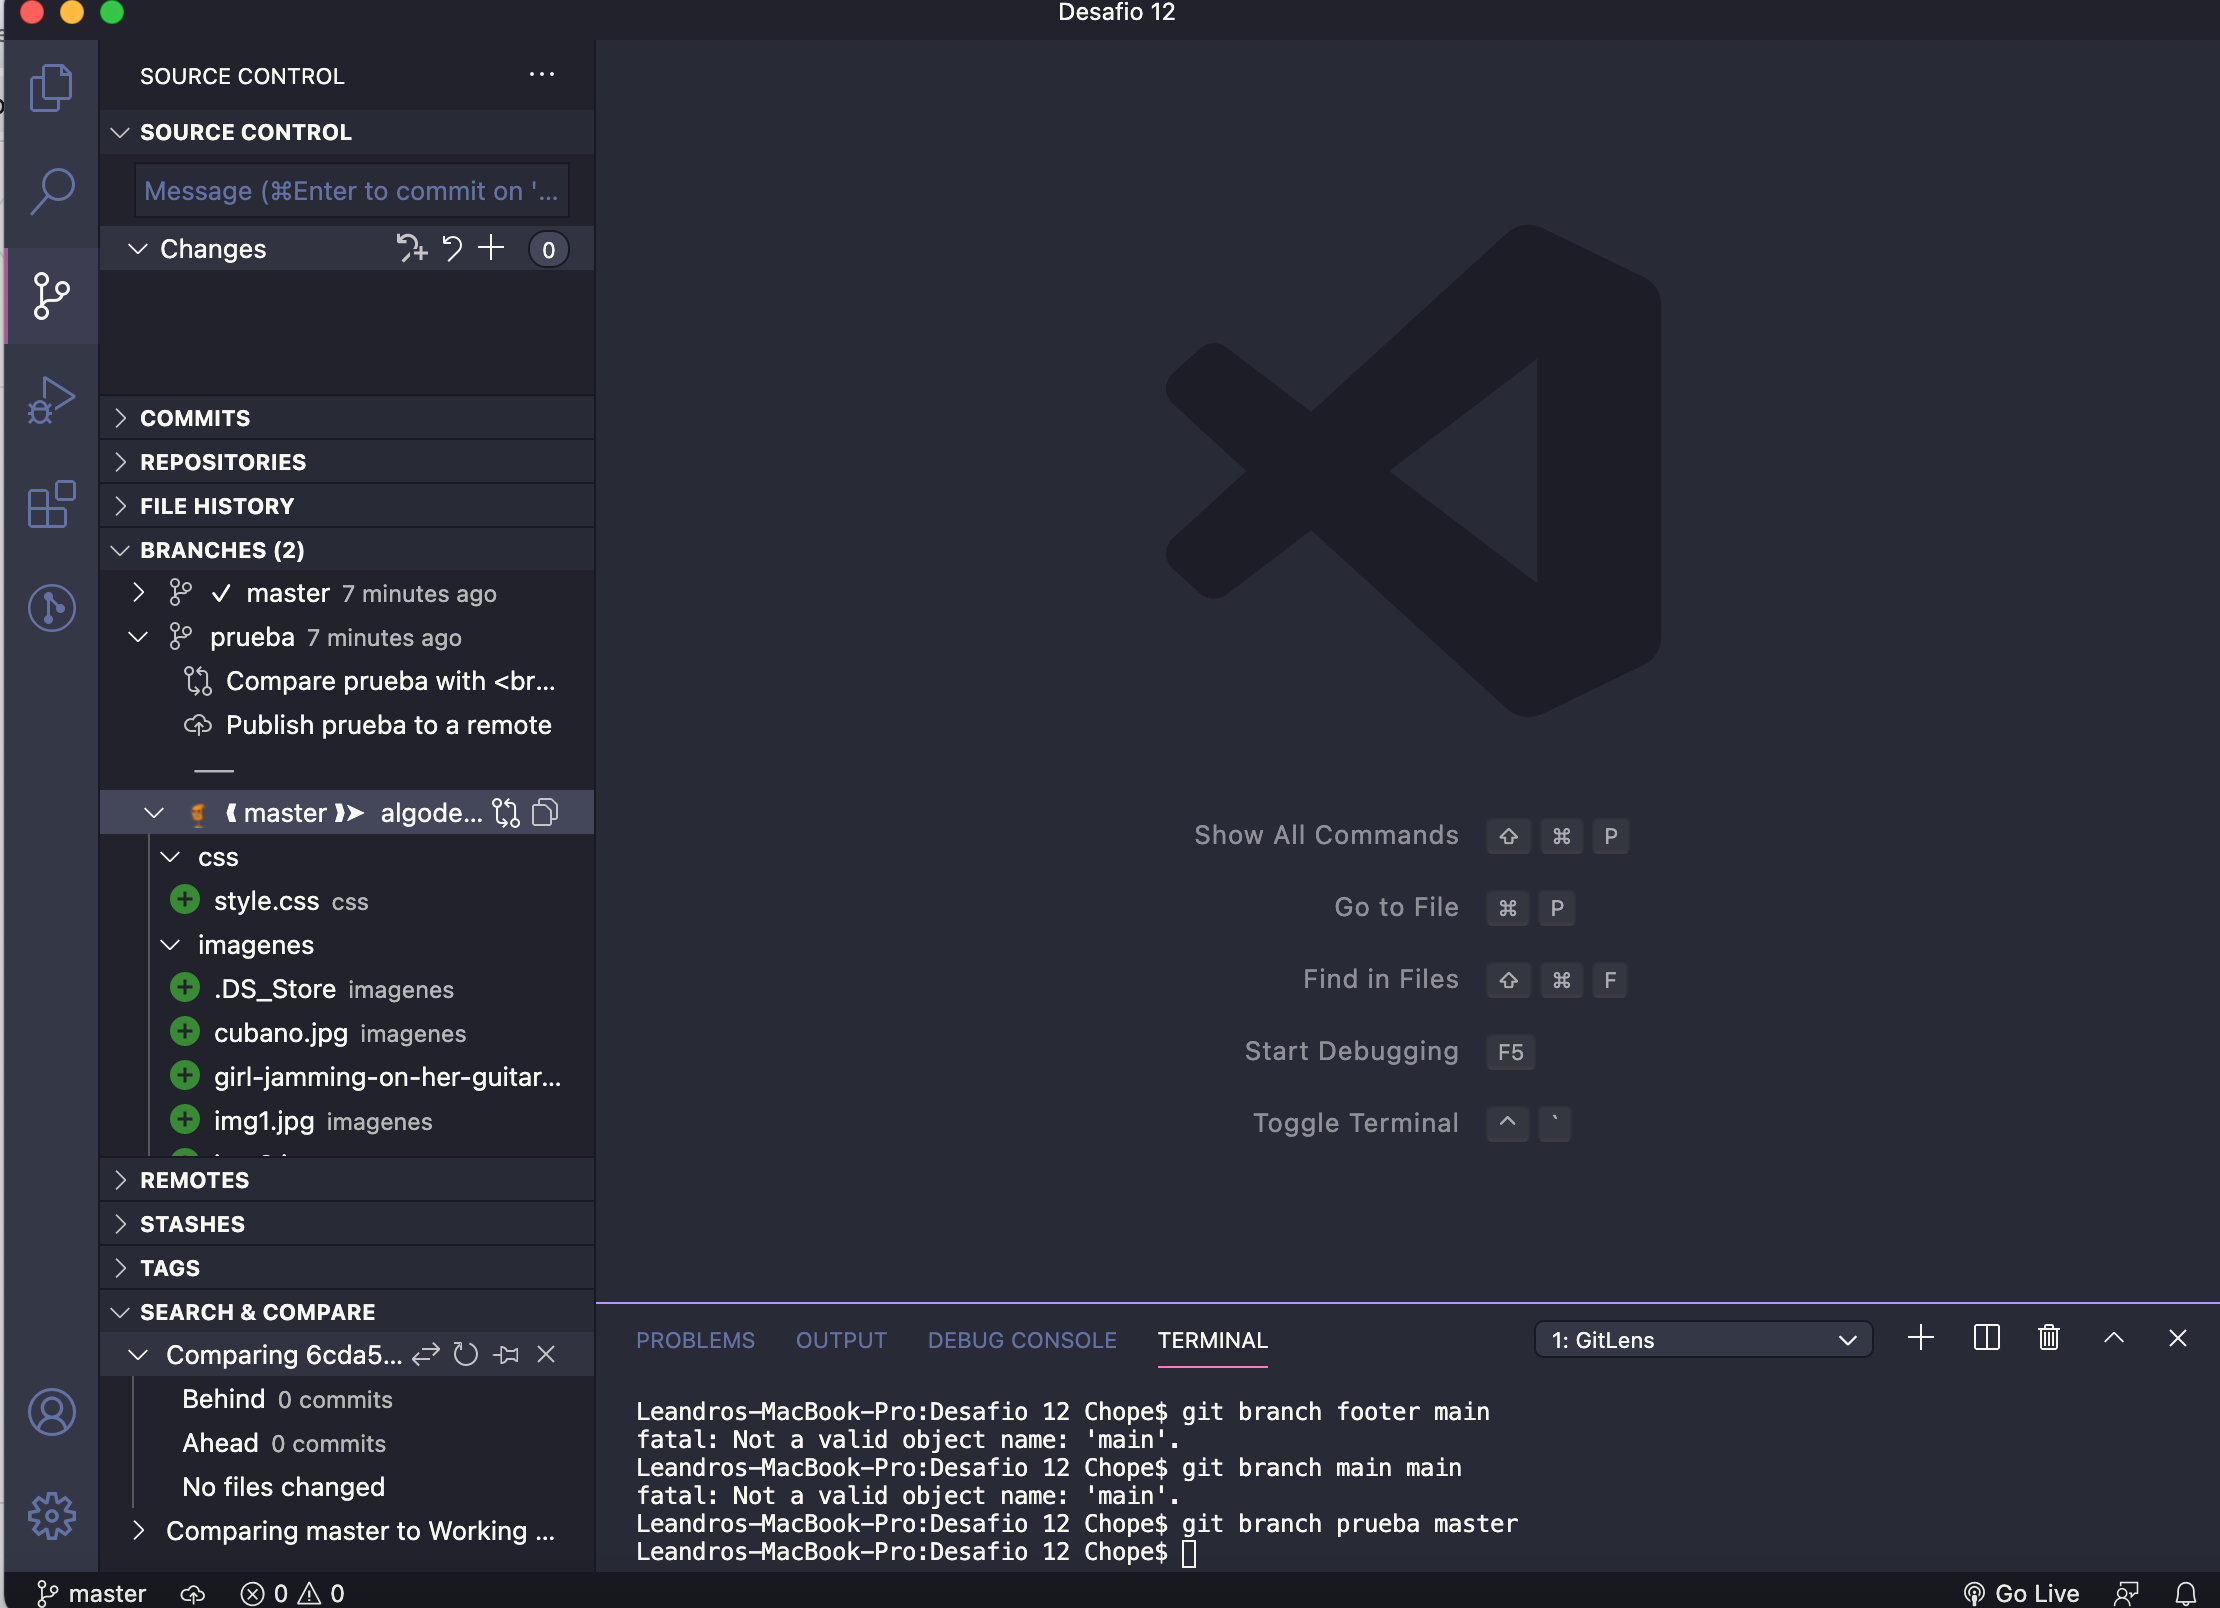 Desafio 12
SOURCE CONTROL
SOURCE CONTROL
Message (⌘Enter to commit on '...
Changes 0
COMMITS
REPOSITORIES
FILE HISTORY
BRANCHES (2)
✓ master 7 minutes ago
prueba 7 minutes ago
Compare prueba with <br...
Publish prueba to a remote
❪master❫➤ algode...
css
style.css css
imagenes
.DS_Store imagenes
cubano.jpg imagenes
girl-jamming-on-her-guitar...
img1.jpg imagenes
REMOTES
STASHES
TAGS
SEARCH & COMPARE
Comparing 6cda5...
Behind 0 commits
Ahead 0 commits
No files changed
Comparing master to Working ...
Show All Commands ⇧ ⌘ P
Go to File ⌘ P
Find in Files ⇧ ⌘ F
Start Debugging F5
Toggle Terminal ^ `
PROBLEMS OUTPUT DEBUG CONSOLE TERMINAL 1: GitLens
Leandros-MacBook-Pro:Desafio 12 Chope$ git branch footer main
fatal: Not a valid object name: 'main'.
Leandros-MacBook-Pro:Desafio 12 Chope$ git branch main main
fatal: Not a valid object name: 'main'.
Leandros-MacBook-Pro:Desafio 12 Chope$ git branch prueba master
Leandros-MacBook-Pro:Desafio 12 Chope$
master 0 0 Go Live